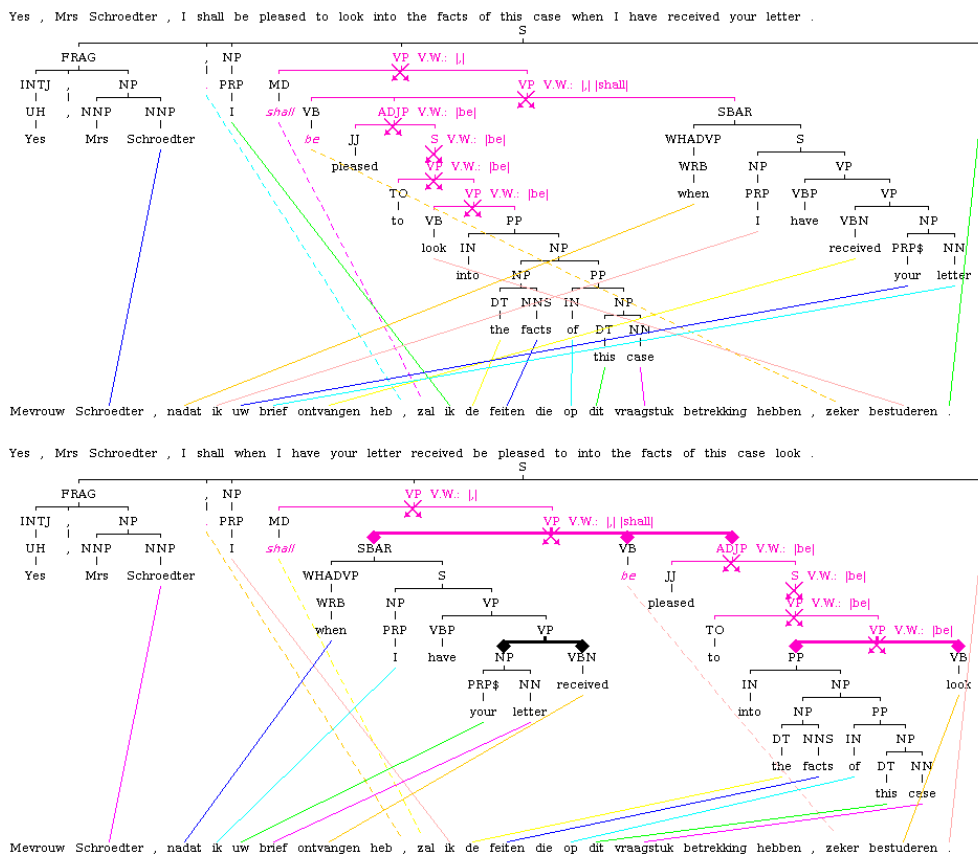 Yes , Mrs Schroedter , I shall be pleased to look into the facts of this case when I have received your letter .
S
FRAG , NP VP V.W.: |,|
INTJ , NP . PRP MD VP V.W.: |,| |shall|
UH , NNP NNP I shall VB ADJP V.W.: |be| SBAR
Yes Mrs Schroedter be JJ S V.W.: |be| WHADVP S
pleased VP V.W.: |be| WRB NP VP
TO VP V.W.: |be| when PRP VBP VP
to VB PP I have VBN NP
look IN NP received PRP$ NN
into NP PP your letter
DT NNS IN NP
the facts of DT NN
this case
Mevrouw Schroedter , nadat ik uw brief ontvangen heb , zal ik de feiten die op dit vraagstuk betrekking hebben , zeker bestuderen .
Yes , Mrs Schroedter , I shall when I have your letter received be pleased to into the facts of this case look .
S
FRAG , NP VP V.W.: |,|
INTJ , NP . PRP MD VP V.W.: |,| |shall|
UH , NNP NNP I shall SBAR VB ADJP V.W.: |be|
Yes Mrs Schroedter WHADVP S be JJ S V.W.: |be|
WRB NP VP pleased VP V.W.: |be|
when PRP VBP VP TO VP V.W.: |be|
I have NP VBN to PP VB
PRP$ NN received IN NP look
your letter into NP PP
DT NNS IN NP
the facts of DT NN
this case
Mevrouw Schroedter , nadat ik uw brief ontvangen heb , zal ik de feiten die op dit vraagstuk betrekking hebben , zeker bestuderen .